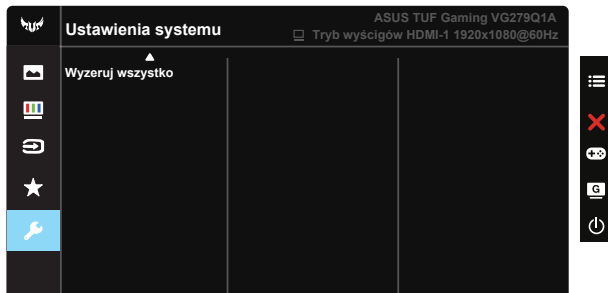 Ustawienia systemu
ASUS TUF Gaming VG279Q1A
Tryb wyścigów HDMI-1 1920x1080@60Hz
Wyzeruj wszystko
G